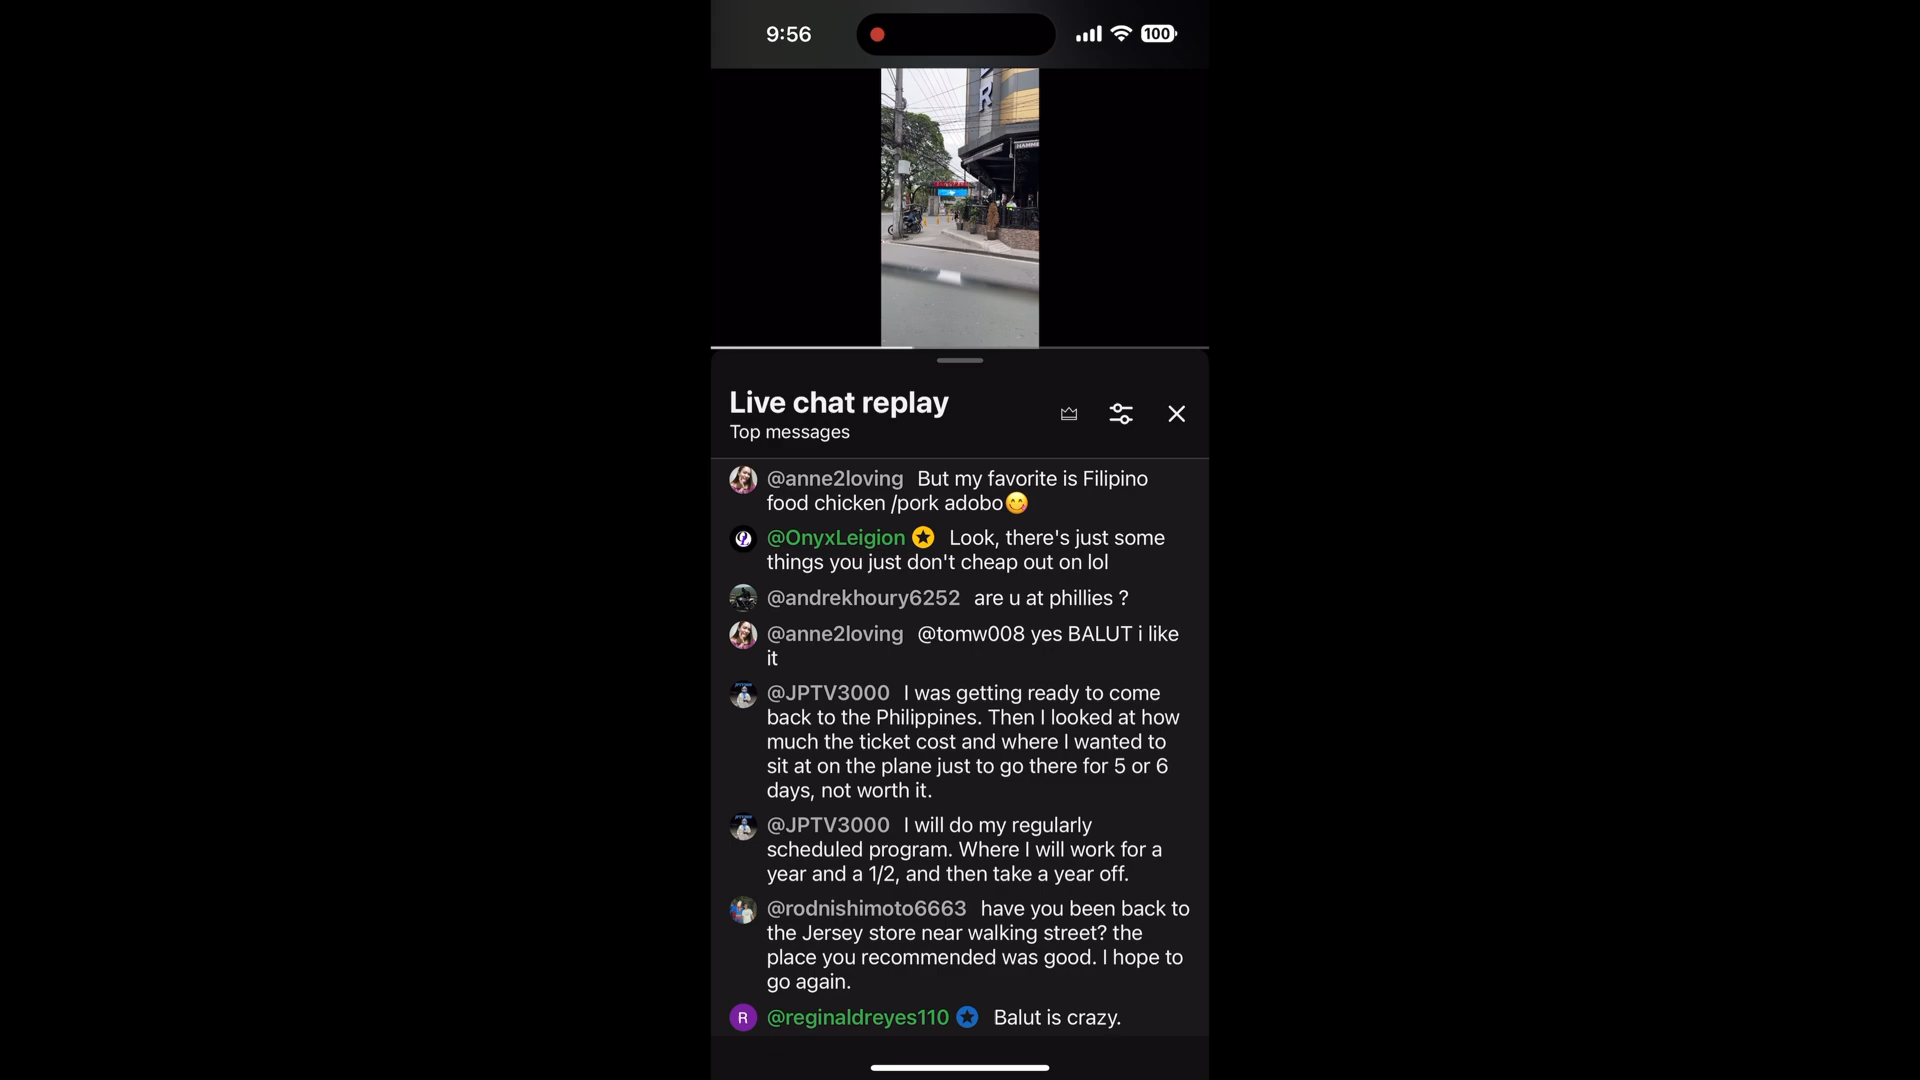 9:56
100
R
HAMME
Live chat replay
Top messages
@anne2loving But my favorite is Filipino
food chicken /pork adobo😋
@OnyxLeigion Look, there's just some
things you just don't cheap out on lol
@andrekhoury6252 are u at phillies ?
@anne2loving @tomw008 yes BALUT i like
it
@JPTV3000 I was getting ready to come
back to the Philippines. Then I looked at how
much the ticket cost and where I wanted to
sit at on the plane just to go there for 5 or 6
days, not worth it.
@JPTV3000 I will do my regularly
scheduled program. Where I will work for a
year and a 1/2, and then take a year off.
@rodnishimoto6663 have you been back to
the Jersey store near walking street? the
place you recommended was good. I hope to
go again.
R @reginaldreyes110 Balut is crazy.